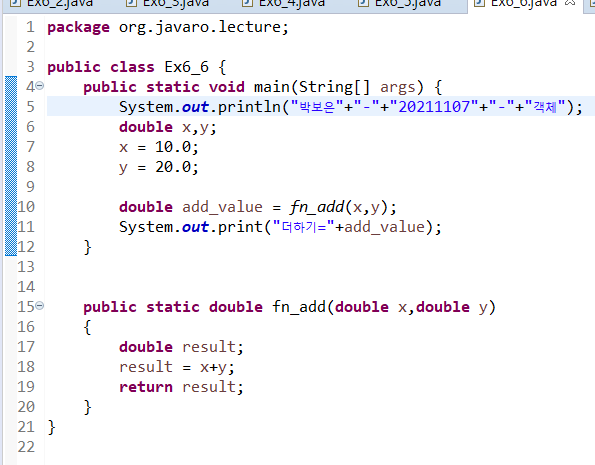 Ex6_2.java Ex6_3.java Ex6_4.java Ex6_5.java Ex6_6.java
1 package org.javaro.lecture;
2
3 public class Ex6_6 {
4 public static void main(String[] args) {
5 System.out.println("박보은"+"-"+"20211107"+"-"+"객체");
6 double x,y;
7 x = 10.0;
8 y = 20.0;
9
10 double add_value = fn_add(x,y);
11 System.out.print("더하기="+add_value);
12 }
13
14
15 public static double fn_add(double x,double y)
16 {
17 double result;
18 result = x+y;
19 return result;
20 }
21 }
22